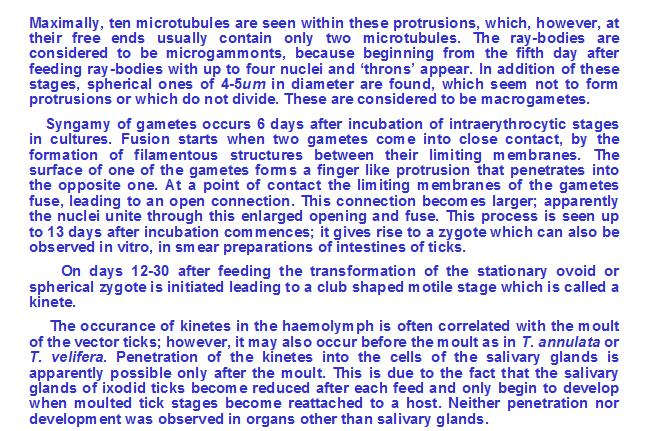 Maximally, ten microtubules are seen within these protrusions, which, however, at
their free ends usually contain only two microtubules. The ray-bodies are
considered to be microgammonts, because beginning from the fifth day after
feeding ray-bodies with up to four nuclei and ‘throns’ appear. In addition of these
stages, spherical ones of 4-5um in diameter are found, which seem not to form
protrusions or which do not divide. These are considered to be macrogametes.
Syngamy of gametes occurs 6 days after incubation of intraerythrocytic stages
in cultures. Fusion starts when two gametes come into close contact, by the
formation of filamentous structures between their limiting membranes. The
surface of one of the gametes forms a finger like protrusion that penetrates into
the opposite one. At a point of contact the limiting membranes of the gametes
fuse, leading to an open connection. This connection becomes larger; apparently
the nuclei unite through this enlarged opening and fuse. This process is seen up
to 13 days after incubation commences; it gives rise to a zygote which can also be
observed in vitro, in smear preparations of intestines of ticks.
On days 12-30 after feeding the transformation of the stationary ovoid or
spherical zygote is initiated leading to a club shaped motile stage which is called a
kinete.
The occurance of kinetes in the haemolymph is often correlated with the moult
of the vector ticks; however, it may also occur before the moult as in T. annulata or
T. velifera. Penetration of the kinetes into the cells of the salivary glands is
apparently possible only after the moult. This is due to the fact that the salivary
glands of ixodid ticks become reduced after each feed and only begin to develop
when moulted tick stages become reattached to a host. Neither penetration nor
development was observed in organs other than salivary glands.